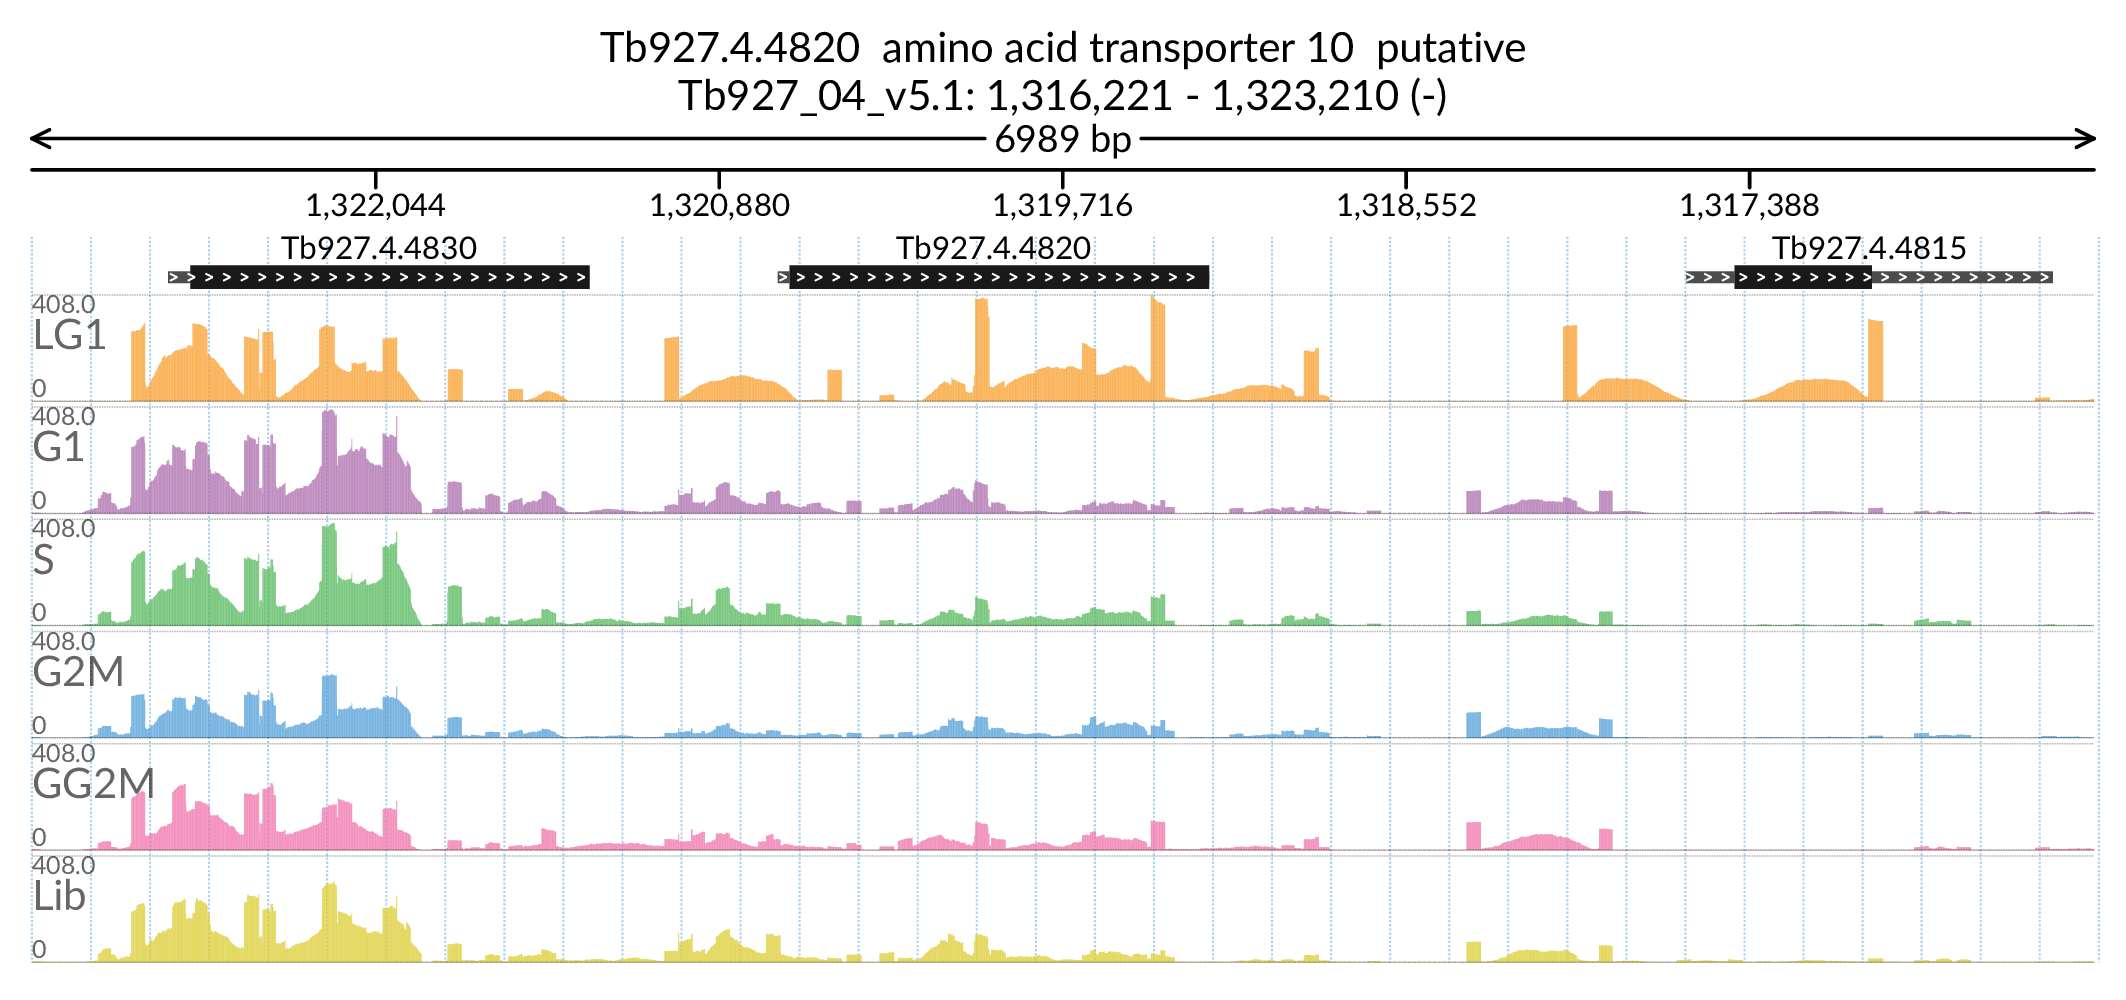 Tb927.4.4820 amino acid transporter 10 putative
Tb927_04_v5.1: 1,316,221 - 1,323,210 (-)
6989 bp
1,322,044 1,320,880 1,319,716 1,318,552 1,317,388
Tb927.4.4830 Tb927.4.4820 Tb927.4.4815
408.0
LG1
0
408.0
G1
0
408.0
S
0
408.0
G2M
0
408.0
GG2M
0
408.0
Lib
0